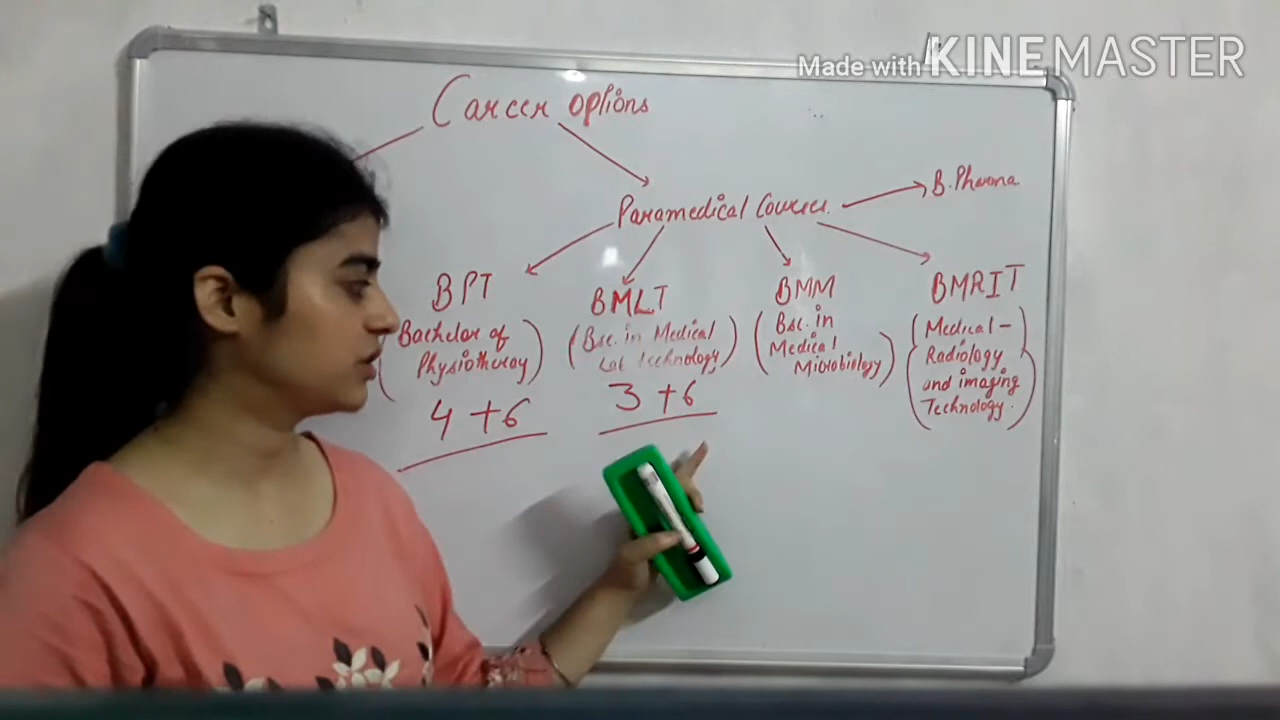 Made with KINEMASTER
Career options
Paramedical Courses
B. Pharma
BPT
(Bachelor of
Physiotheray)
4 + 6
BMLT
(Bsc. in Medical
Lab technology)
3 + 6
BMM
(Bsc. in
Medical
Microbiology)
BMRIT
(Medical -
Radiology
and imaging
Technology.)